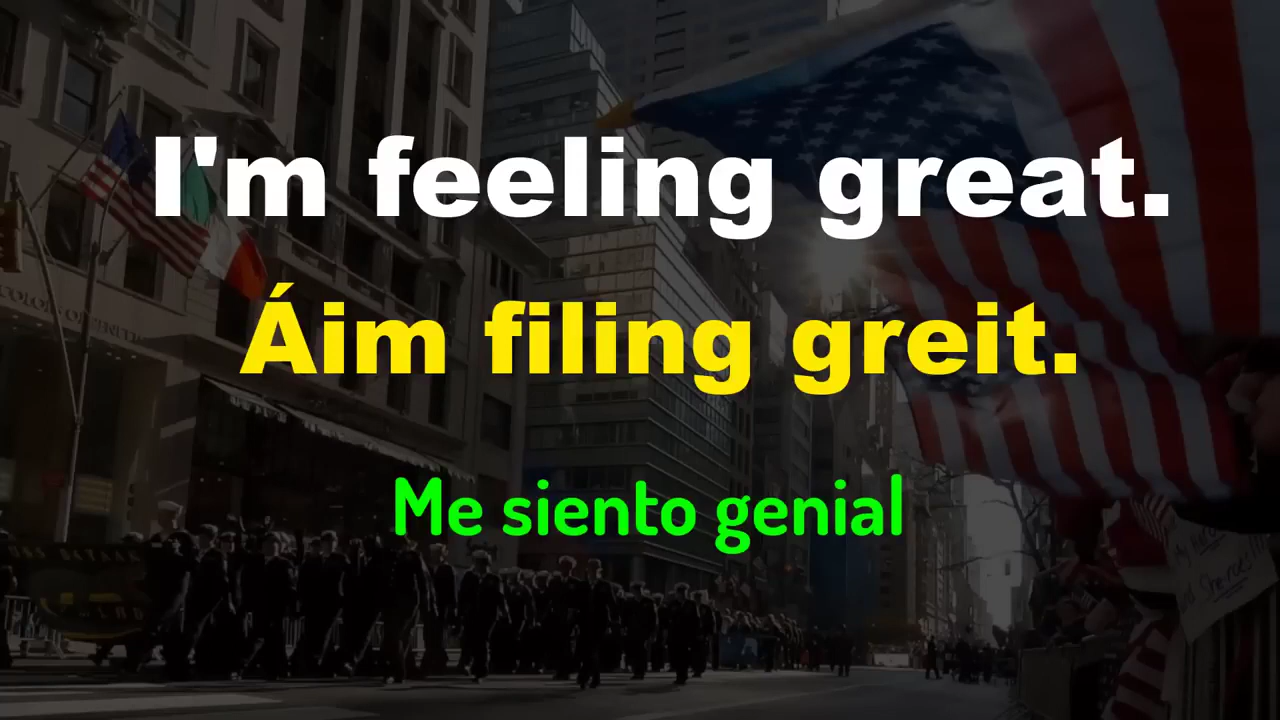 I'm feeling great.
Áim filing greit.
Me siento genial